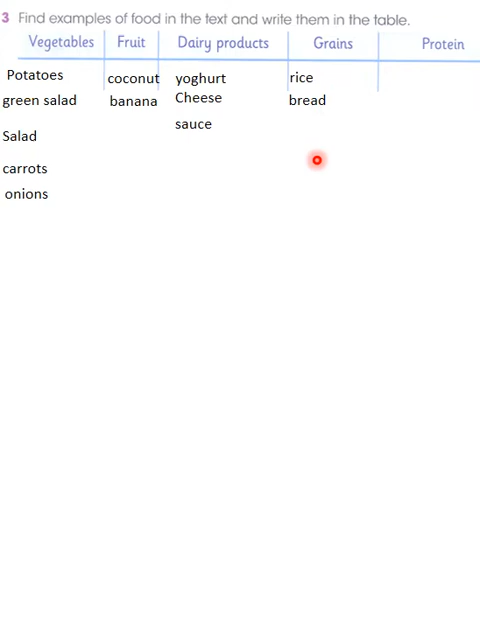 3 Find examples of food in the text and write them in the table.
Vegetables Fruit Dairy products Grains Protein
Potatoes coconut yoghurt rice
green salad banana Cheese bread
sauce
Salad
carrots
onions